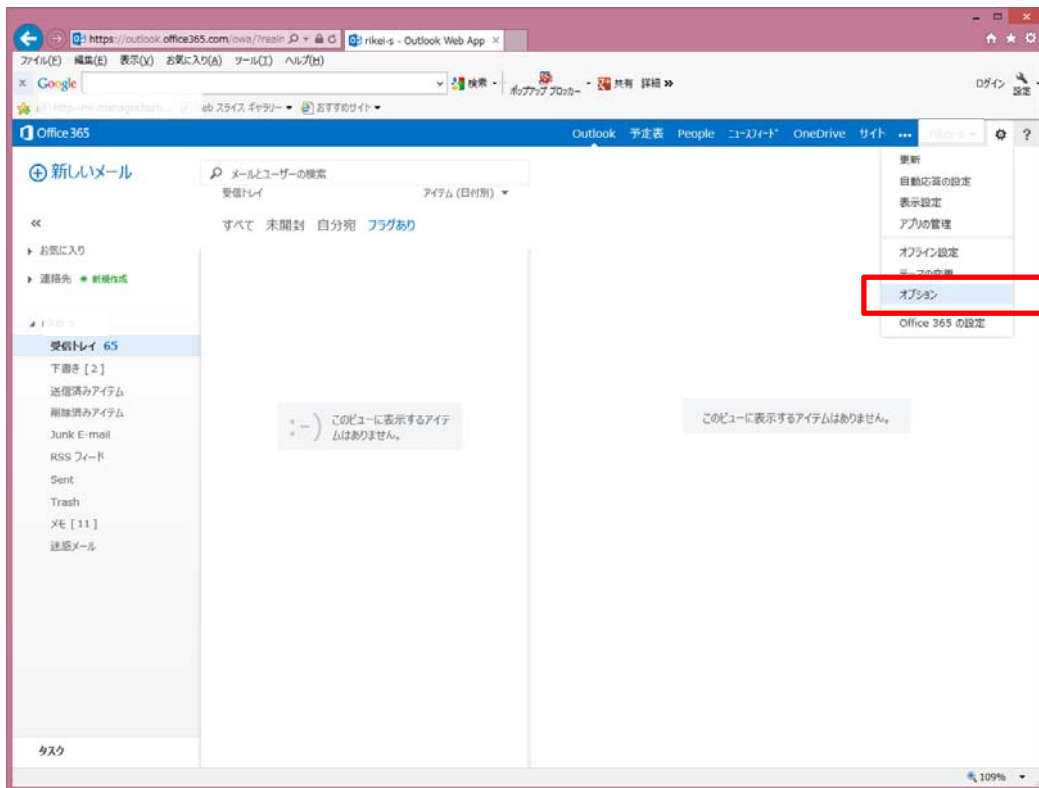 https://outlook.office365.com/owa/?realn
rikei-s - Outlook Web App
ファイル(F) 編集(E) 表示(V) お気に入り(A) ツール(T) ヘルプ(H)
Google 検索 ポップアップ ブロッカー 共有 詳細 ログイン 設定
eb スライス ギャラリー おすすめサイト
Office 365
Outlook 予定表 People ニュースフィード OneDrive サイト ••• ?
新しいメール
メールとユーザーの検索
受信トレイ アイテム (日付別)
すべて 未開封 自分宛 フラグあり
お気に入り
連絡先 新規作成
受信トレイ 65
下書き [2]
送信済みアイテム
削除済みアイテム
Junk E-mail
RSS フィード
Sent
Trash
メモ [11]
迷惑メール
タスク
:-)
このビューに表示するアイテ
ムはありません。
このビューに表示するアイテムはありません。
更新
自動応答の設定
表示設定
アプリの管理
オフライン設定
テーマの変更
オプション
Office 365 の設定
109%